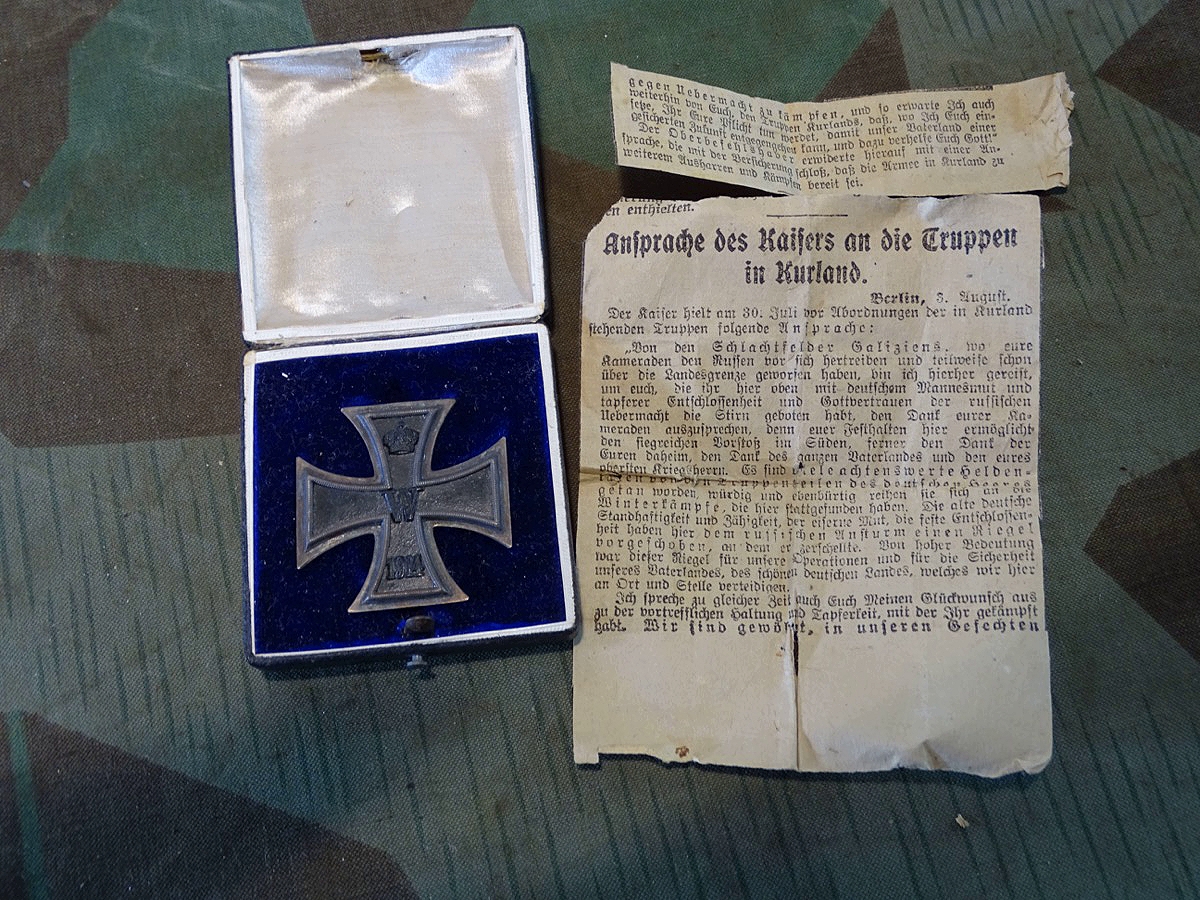 W
1914
gegen Uebermacht zu kämpfen, und so erwarte Ich auch
weiterhin von Euch, den Truppen Kurlands, daß, wo Ich Euch ein-
setze, Ihr Eure Pflicht tun werdet, damit unser Vaterland einer
gesicherten Zukunft entgegengehen kann, und dazu verhelfe Euch Gott!"
Der Oberbefehlshaber erwiderte hierauf mit einer An-
sprache, die mit der Versicherung schloß, daß die Armee in Kurland zu
weiterem Ausharren und Kämpfen bereit sei.
en enthielten.
Ansprache des Kaisers an die Truppen
in Kurland.
Berlin, 3. August.
Der Kaiser hielt am 30. Juli vor Abordnungen der in Kurland
stehenden Truppen folgende Ansprache:
„Von den Schlachtfelder Galiziens, wo eure
Kameraden den Russen vor sich hertreiben und teilweise schon
über die Landesgrenze geworfen haben, bin ich hierher gereist,
um euch, die ihr hier oben mit deutschem Mannesmut und
tapferer Entschlossenheit und Gottvertrauen der russischen
Uebermacht die Stirn geboten habt, den Dank eurer Ka-
meraden auszusprechen, denn euer Festhalten hier ermöglicht
den siegreichen Vorstoß im Süden, ferner den Dank der
Euren daheim, den Dank des ganzen Vaterlandes und den eures
obersten Kriegsherrn. Es sind viele achtenswerte Helden-
taten von den Truppenteilen des deutschen Heeres
getan worden, würdig und ebenbürtig reihen sie sich an die
Winterkämpfe, die hier stattgefunden haben. Die alte deutsche
Standhaftigkeit und Zähigkeit, der eiserne Mut, die feste Entschlossen-
heit haben hier dem russischen Ansturm einen Riegel
vorgeschoben, an dem er zerschellte. Von hoher Bedeutung
war dieser Riegel für unsere Operationen und für die Sicherheit
unseres Vaterlandes, des schönen deutschen Landes, welches wir hier
an Ort und Stelle verteidigen.
Ich spreche zu gleicher Zeit auch Euch Meinen Glückwunsch aus
zu der vortrefflichen Haltung und Tapferkeit, mit der Ihr gekämpft
habt. Wir sind gewöhnt, in unseren Gefechten